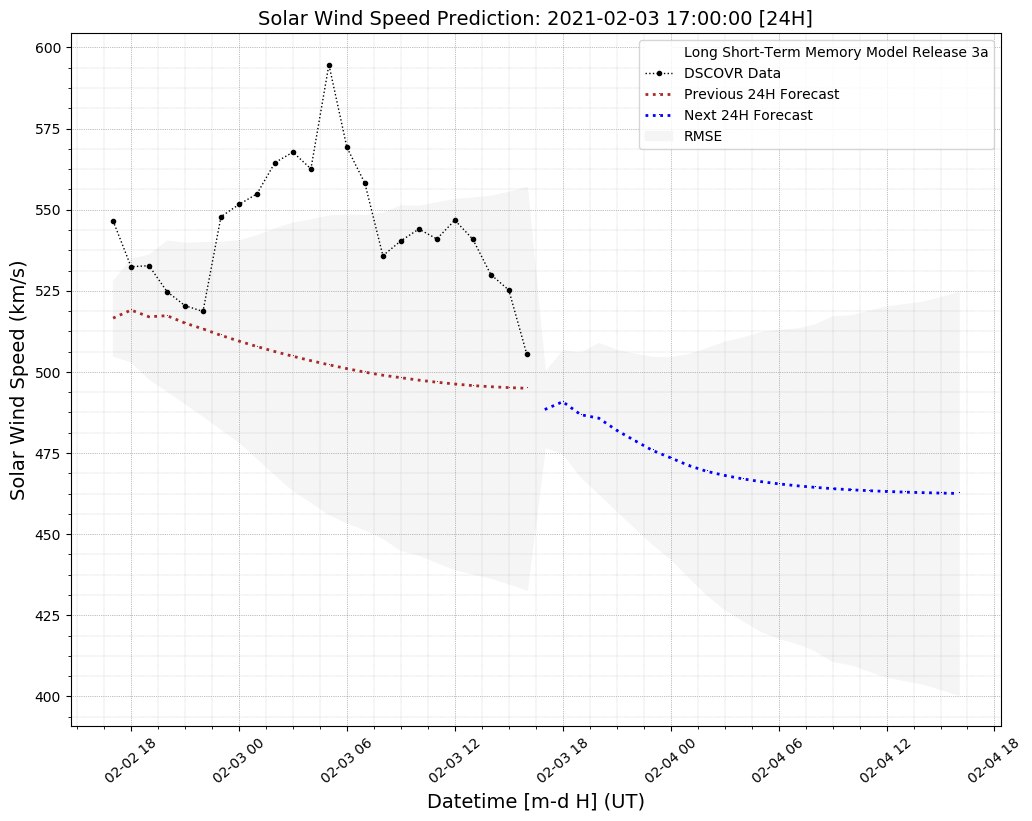 Solar Wind Speed Prediction: 2021-02-03 17:00:00 [24H]
Long Short-Term Memory Model Release 3a
DSCOVR Data
Previous 24H Forecast
Next 24H Forecast
RMSE
Solar Wind Speed (km/s)
600
575
550
525
500
475
450
425
400
02-02 18
02-03 00
02-03 06
02-03 12
02-03 18
02-04 00
02-04 06
02-04 12
02-04 18
Datetime [m-d H] (UT)